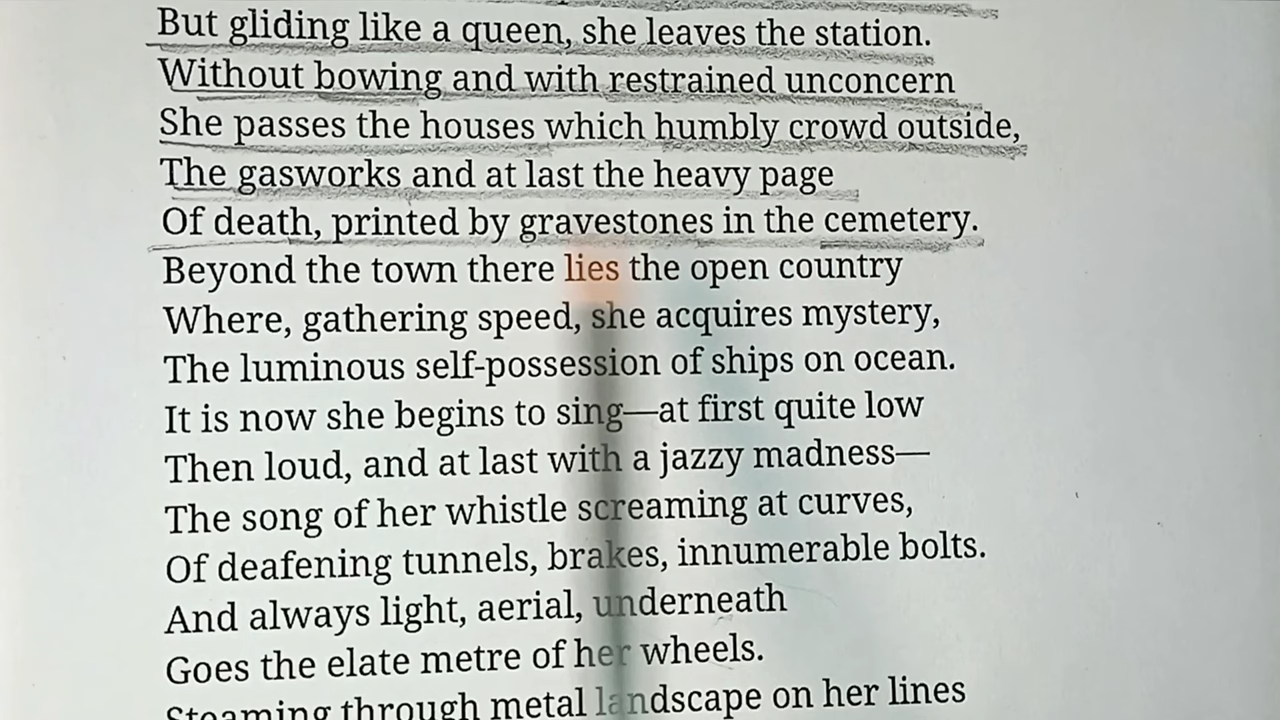 But gliding like a queen, she leaves the station.
Without bowing and with restrained unconcern
She passes the houses which humbly crowd outside,
The gasworks and at last the heavy page
Of death, printed by gravestones in the cemetery.
Beyond the town there lies the open country
Where, gathering speed, she acquires mystery,
The luminous self-possession of ships on ocean.
It is now she begins to sing—at first quite low
Then loud, and at last with a jazzy madness—
The song of her whistle screaming at curves,
Of deafening tunnels, brakes, innumerable bolts.
And always light, aerial, underneath
Goes the elate metre of her wheels.
Steaming through metal landscape on her lines